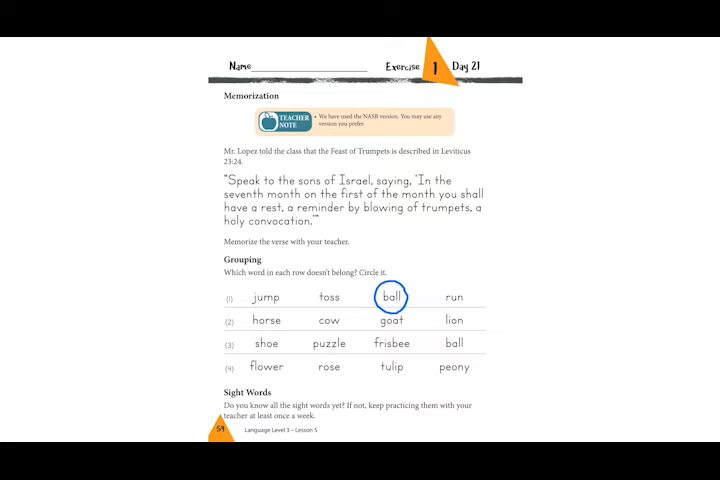 Name
Exercise 1 Day 21
Memorization
TEACHER NOTE
• We have used the NASB version. You may use any
version you prefer.
Mr. Lopez told the class that the Feast of Trumpets is described in Leviticus
23:24.
"Speak to the sons of Israel, saying, 'In the
seventh month on the first of the month you shall
have a rest, a reminder by blowing of trumpets, a
holy convocation.'"
Memorize the verse with your teacher.
Grouping
Which word in each row doesn't belong? Circle it.
(1) jump toss ball run
(2) horse cow goat lion
(3) shoe puzzle frisbee ball
(4) flower rose tulip peony
Sight Words
Do you know all the sight words yet? If not, keep practicing them with your
teacher at least once a week.
59 Language Level 3 – Lesson 5